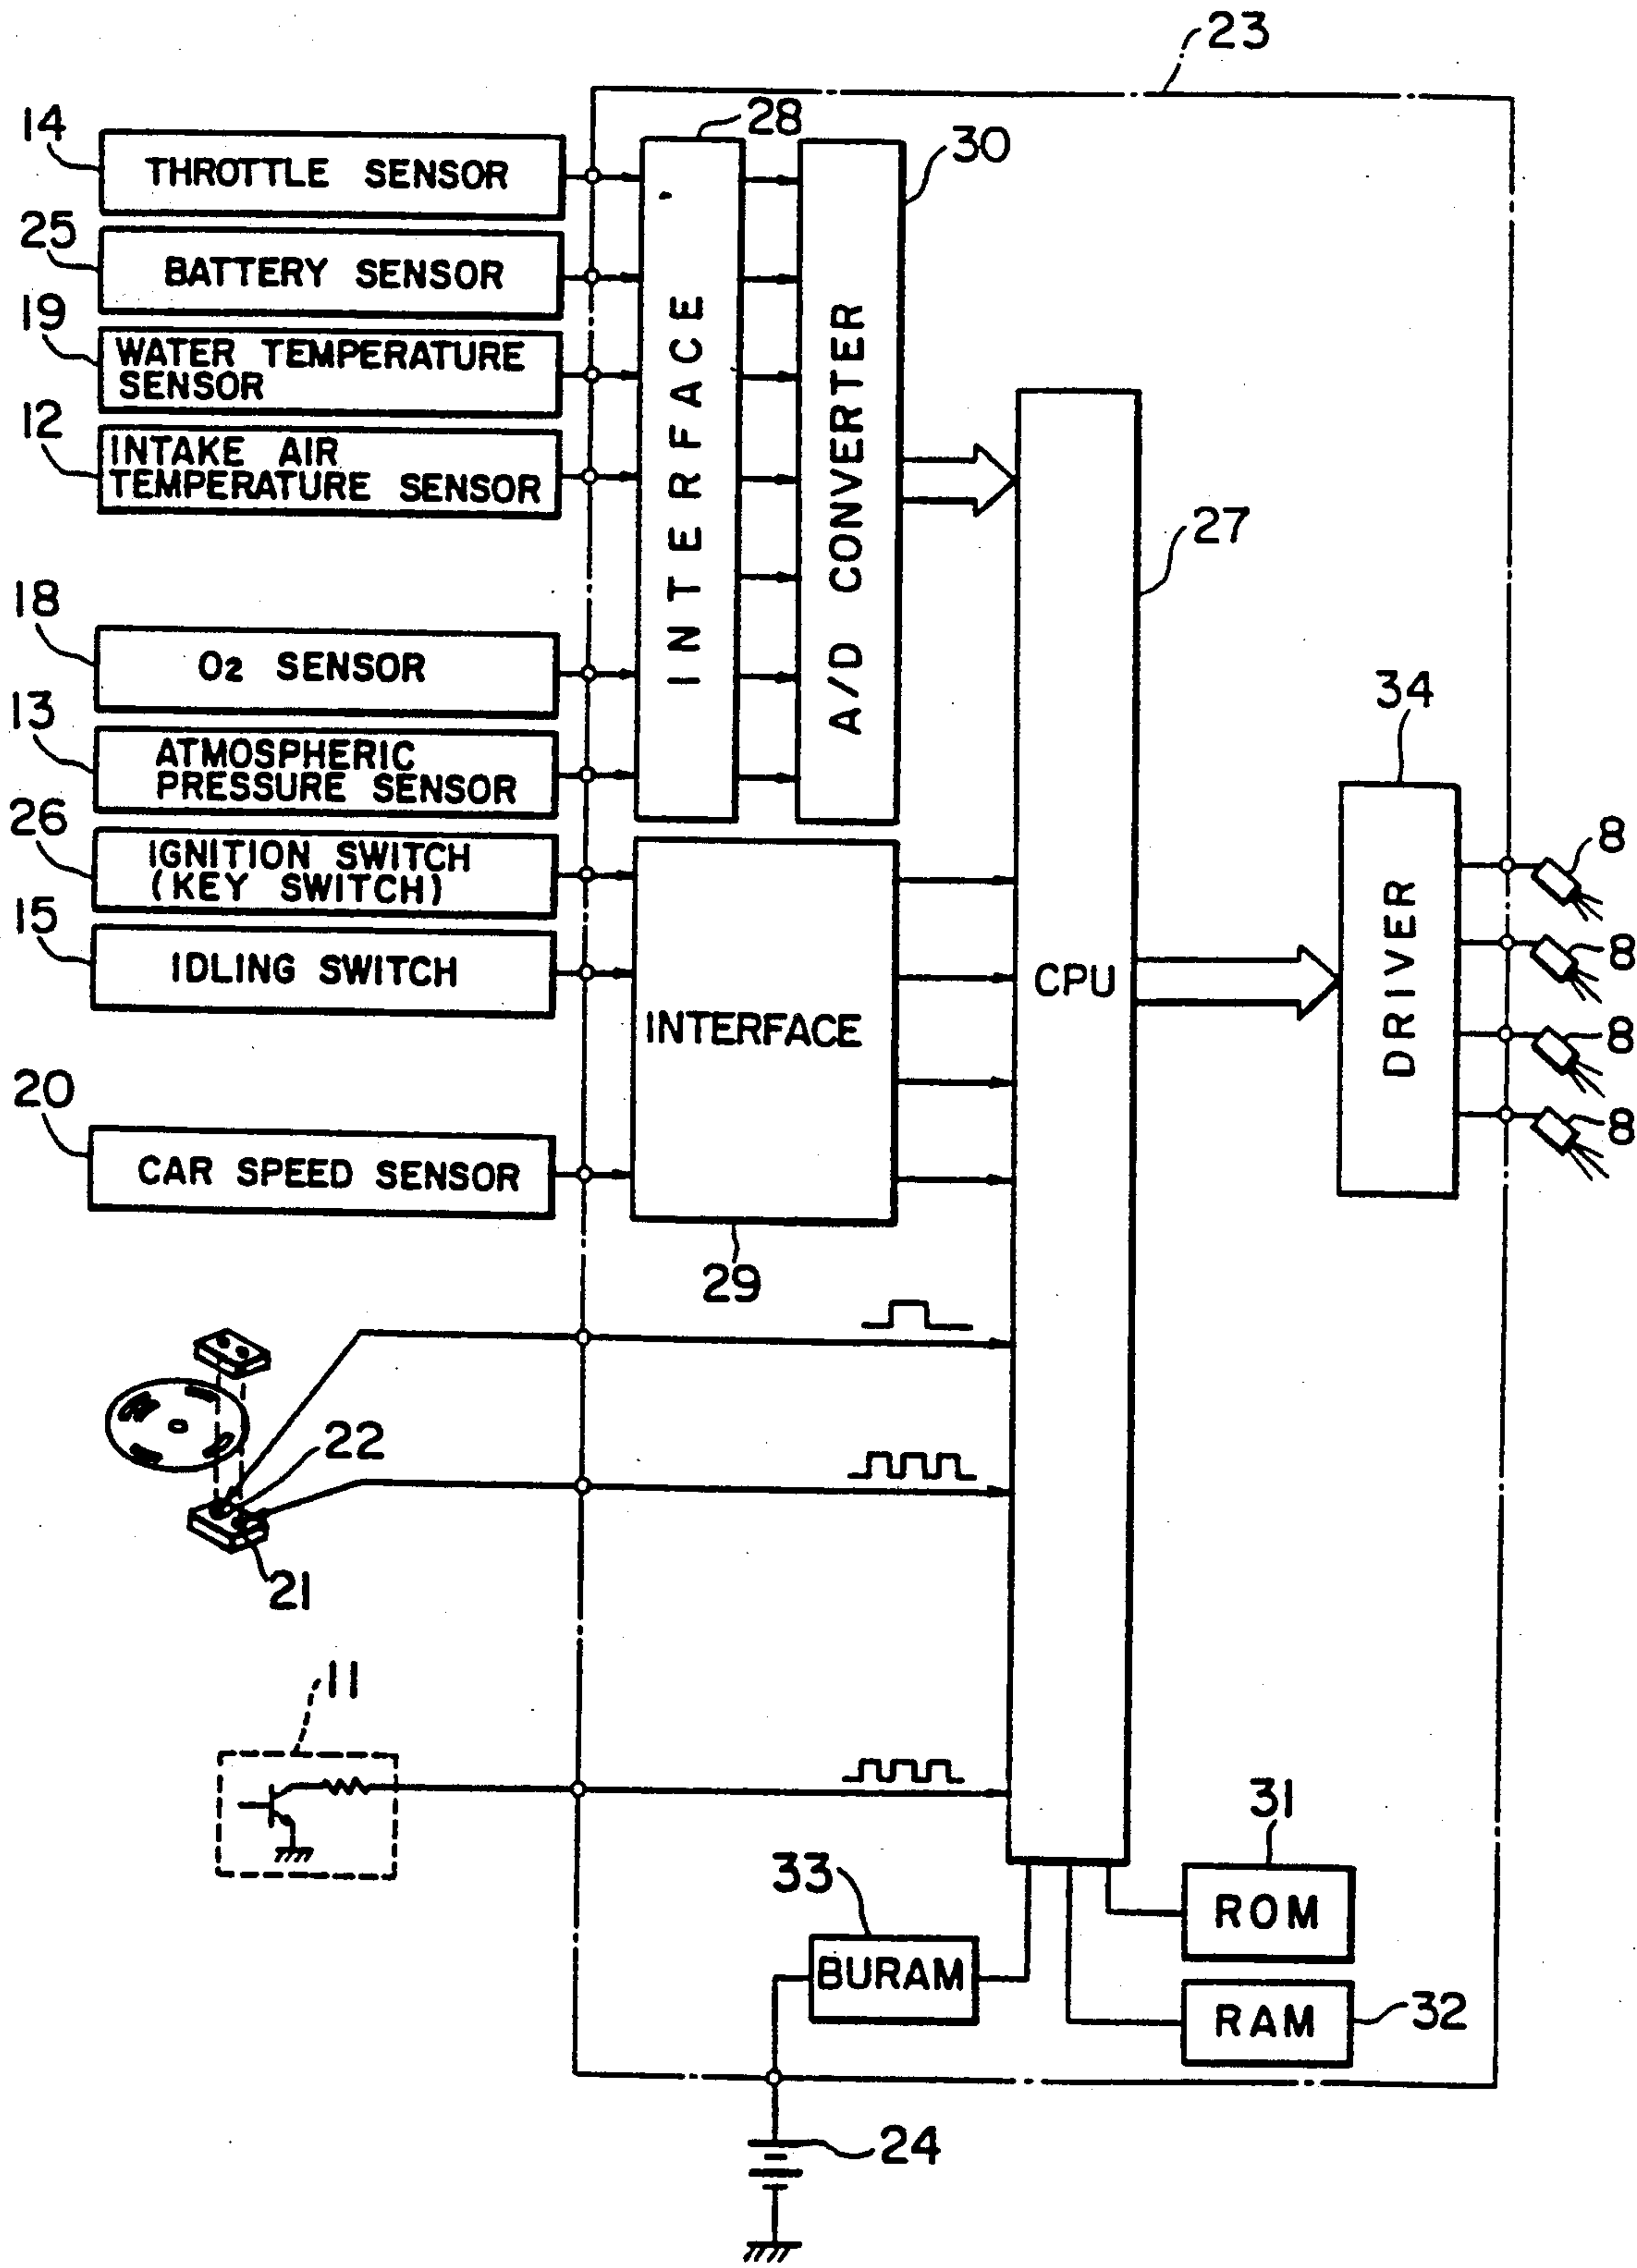 23
14
THROTTLE SENSOR
28
30
25
BATTERY SENSOR
19
WATER TEMPERATURE
SENSOR
12
INTAKE AIR
TEMPERATURE SENSOR
INTERFACE
A/D CONVERTER
27
18
O2 SENSOR
13
ATMOSPHERIC
PRESSURE SENSOR
34
26
IGNITION SWITCH
(KEY SWITCH)
15
IDLING SWITCH
INTERFACE
CPU
DRIVER
8
8
8
8
20
CAR SPEED SENSOR
29
22
21
11
31
ROM
33
BURAM
RAM
32
24